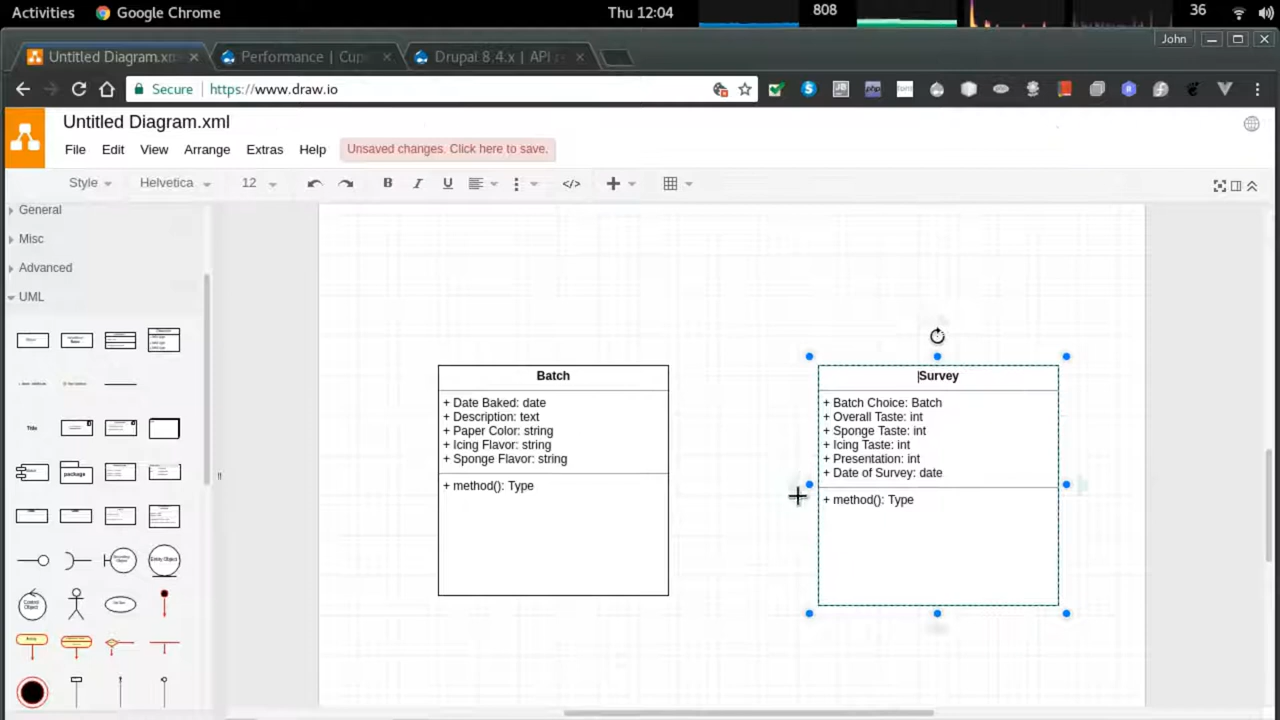 Activities Google Chrome Thu 12:04 808 36
Untitled Diagram.xm Performance | Cup Drupal 8.4.x | API John
Secure https://www.draw.io
Untitled Diagram.xml
File Edit View Arrange Extras Help Unsaved changes. Click here to save.
Style Helvetica 12 B I U </>
General
Misc
Advanced
UML
Title
package
Batch
+ Date Baked: date
+ Description: text
+ Paper Color: string
+ Icing Flavor: string
+ Sponge Flavor: string
+ method(): Type
Survey
+ Batch Choice: Batch
+ Overall Taste: int
+ Sponge Taste: int
+ Icing Taste: int
+ Presentation: int
+ Date of Survey: date
+ method(): Type